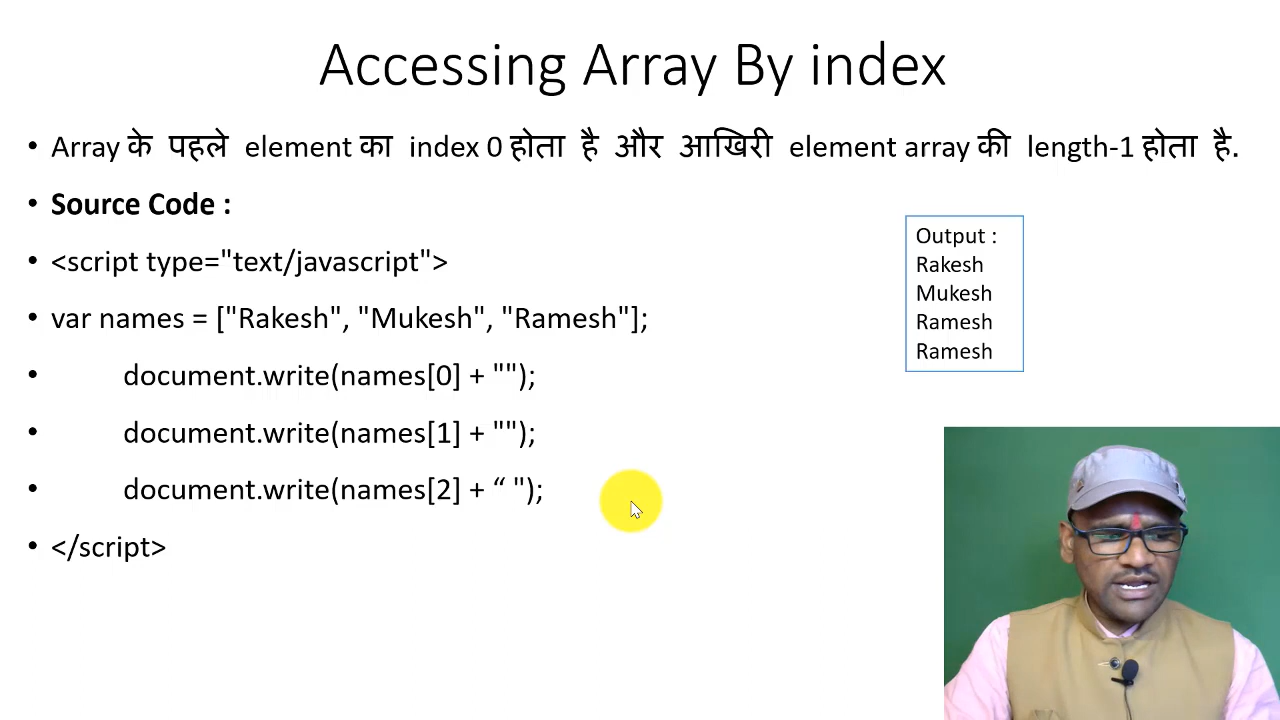 Accessing Array By index
• Array के पहले element का index 0 होता है और आखिरी element array की length-1 होता है.
• Source Code :
• <script type="text/javascript">
• var names = ["Rakesh", "Mukesh", "Ramesh"];
• document.write(names[0] + "");
• document.write(names[1] + "");
• document.write(names[2] + “ ");
• </script>
Output :
Rakesh
Mukesh
Ramesh
Ramesh